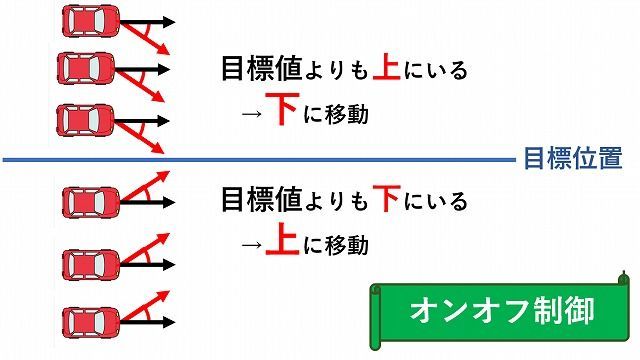 目標値よりも上にいる
→下に移動
目標位置
目標値よりも下にいる
→上に移動
オンオフ制御